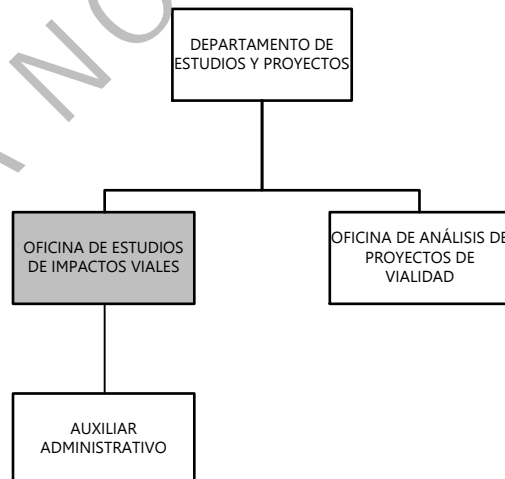 DEPARTAMENTO DE
ESTUDIOS Y PROYECTOS
OFICINA DE ESTUDIOS
DE IMPACTOS VIALES
OFICINA DE ANÁLISIS DE
PROYECTOS DE
VIALIDAD
AUXILIAR
ADMINISTRATIVO
NO